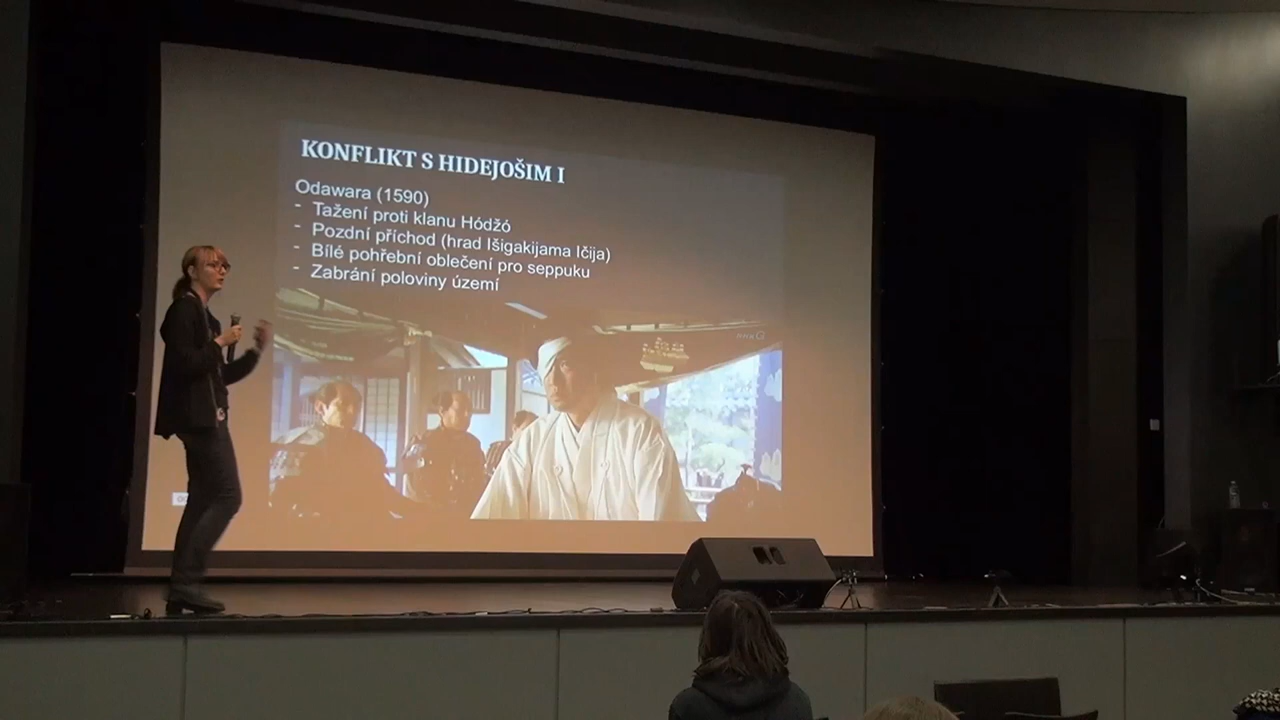 KONFLIKT S HIDEJOŠIM I
Odawara (1590)
- Tažení proti klanu Hódžó
- Pozdní příchod (hrad Išigakijama Ičija)
- Bílé pohřební oblečení pro seppuku
- Zabrání poloviny území
NHK G